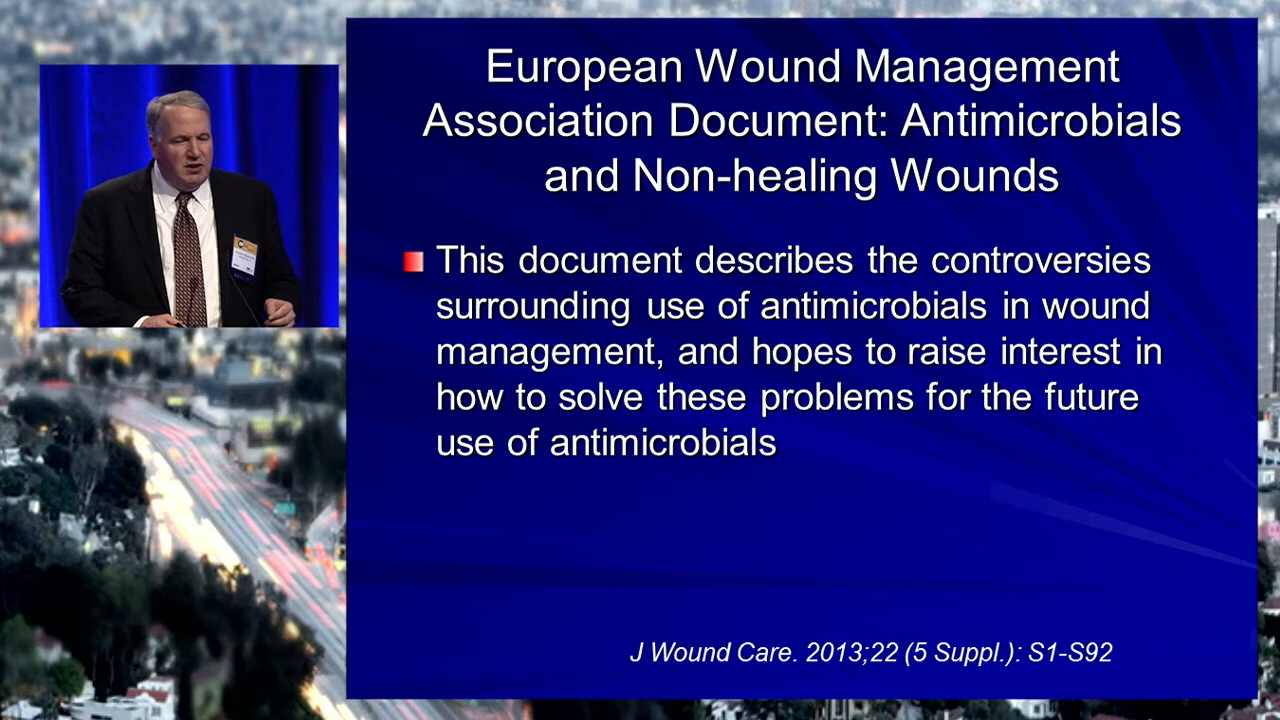 European Wound Management
Association Document: Antimicrobials
and Non-healing Wounds
This document describes the controversies
surrounding use of antimicrobials in wound
management, and hopes to raise interest in
how to solve these problems for the future
use of antimicrobials
J Wound Care. 2013;22 (5 Suppl.): S1-S92